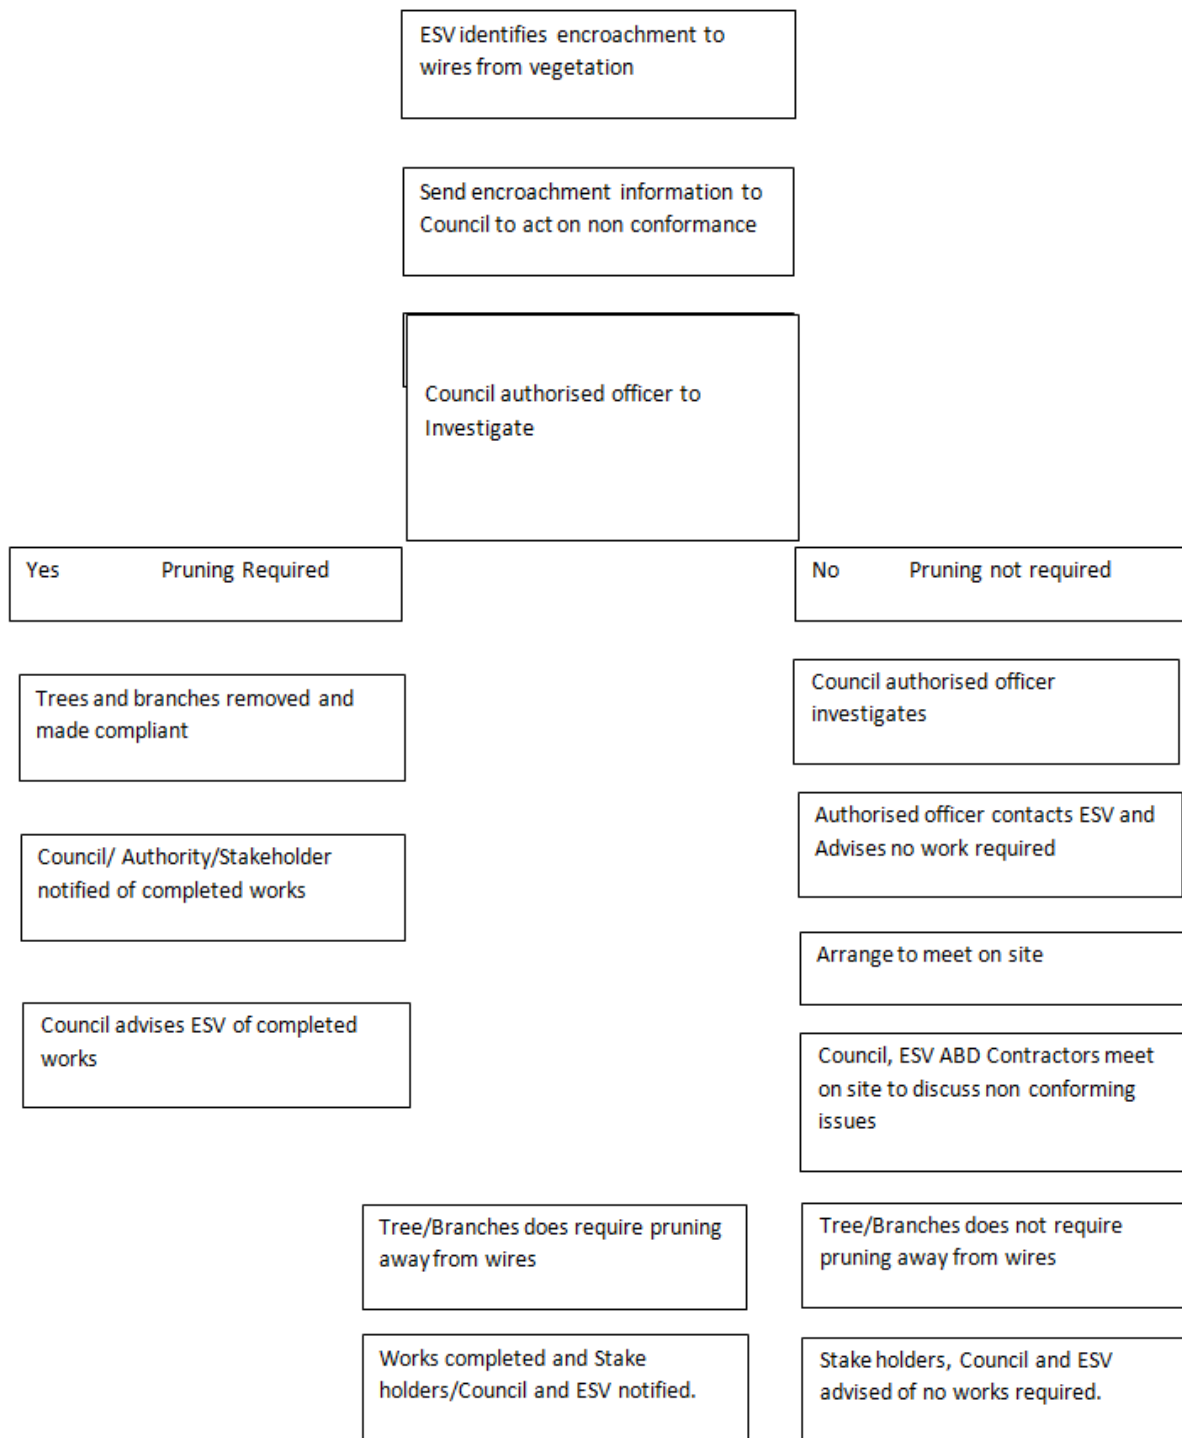 ESV identifies encroachment to
wires from vegetation
Send encroachment information to
Council to act on non conformance
Council authorised officer to
Investigate
Yes Pruning Required
No Pruning not required
Trees and branches removed and
made compliant
Council/ Authority/Stakeholder
notified of completed works
Council advises ESV of completed
works
Council authorised officer
investigates
Authorised officer contacts ESV and
Advises no work required
Arrange to meet on site
Council, ESV ABD Contractors meet
on site to discuss non conforming
issues
Tree/Branches does require pruning
away from wires
Works completed and Stake
holders/Council and ESV notified.
Tree/Branches does not require
pruning away from wires
Stake holders, Council and ESV
advised of no works required.